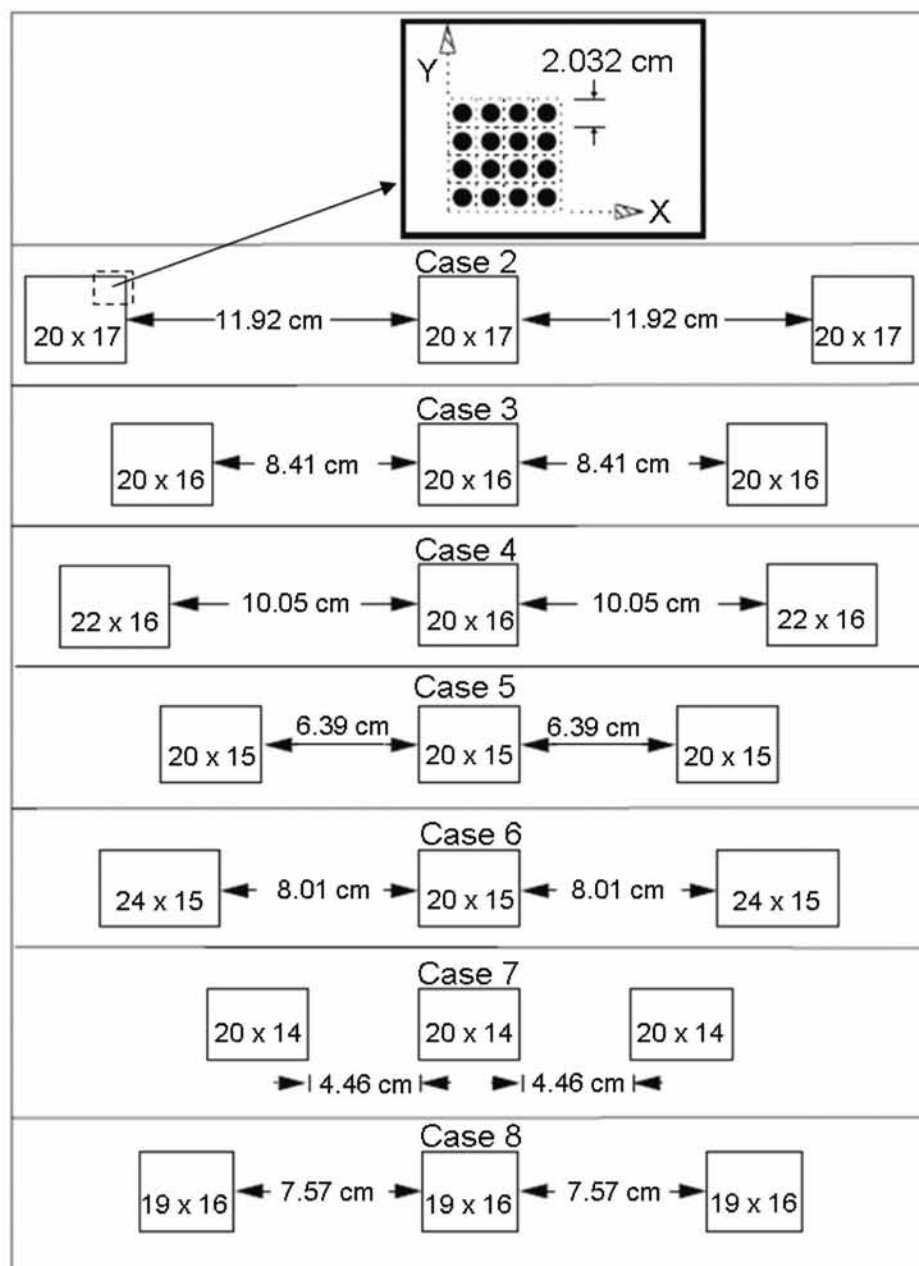 Y
2.032 cm
X
Case 2
20 x 17
11.92 cm
20 x 17
11.92 cm
20 x 17
Case 3
20 x 16
8.41 cm
20 x 16
8.41 cm
20 x 16
Case 4
22 x 16
10.05 cm
20 x 16
10.05 cm
22 x 16
Case 5
20 x 15
6.39 cm
20 x 15
6.39 cm
20 x 15
Case 6
24 x 15
8.01 cm
20 x 15
8.01 cm
24 x 15
Case 7
20 x 14
20 x 14
20 x 14
4.46 cm
4.46 cm
Case 8
19 x 16
7.57 cm
19 x 16
7.57 cm
19 x 16